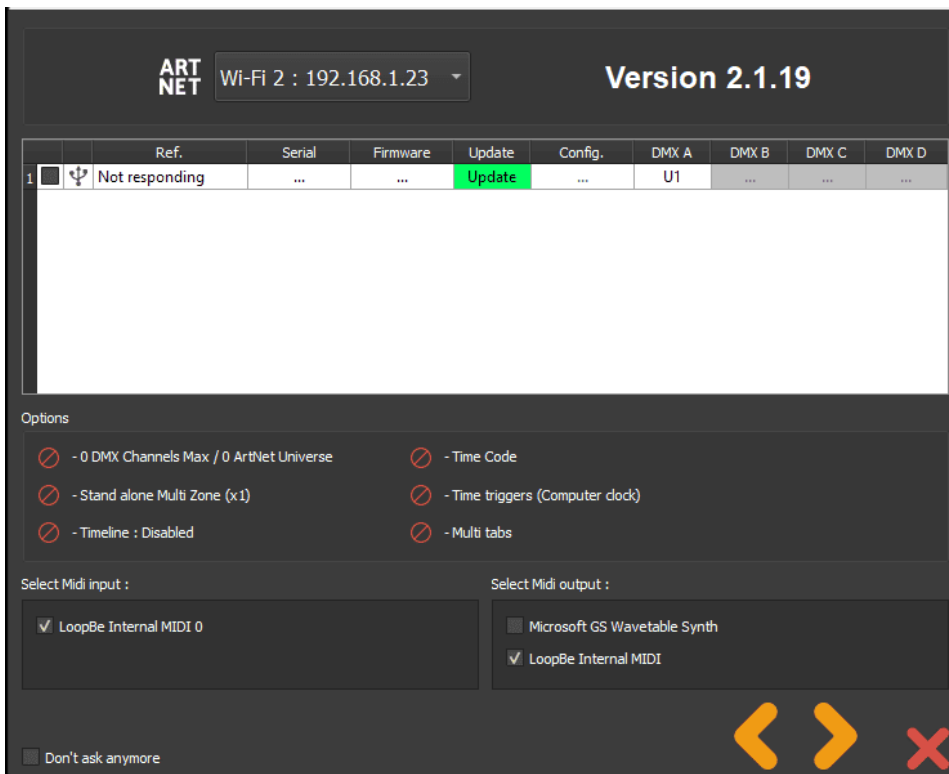 ART
NET
Wi-Fi 2 : 192.168.1.23
Version 2.1.19
Ref. Serial Firmware Update Config. DMX A DMX B DMX C DMX D
1 Not responding ... ... Update ... U1 ... ... ...
Options
- 0 DMX Channels Max / 0 ArtNet Universe
- Time Code
- Stand alone Multi Zone (x1)
- Time triggers (Computer clock)
- Timeline : Disabled
- Multi tabs
Select Midi input :
Select Midi output :
LoopBe Internal MIDI 0
Microsoft GS Wavetable Synth
LoopBe Internal MIDI
Don't ask anymore